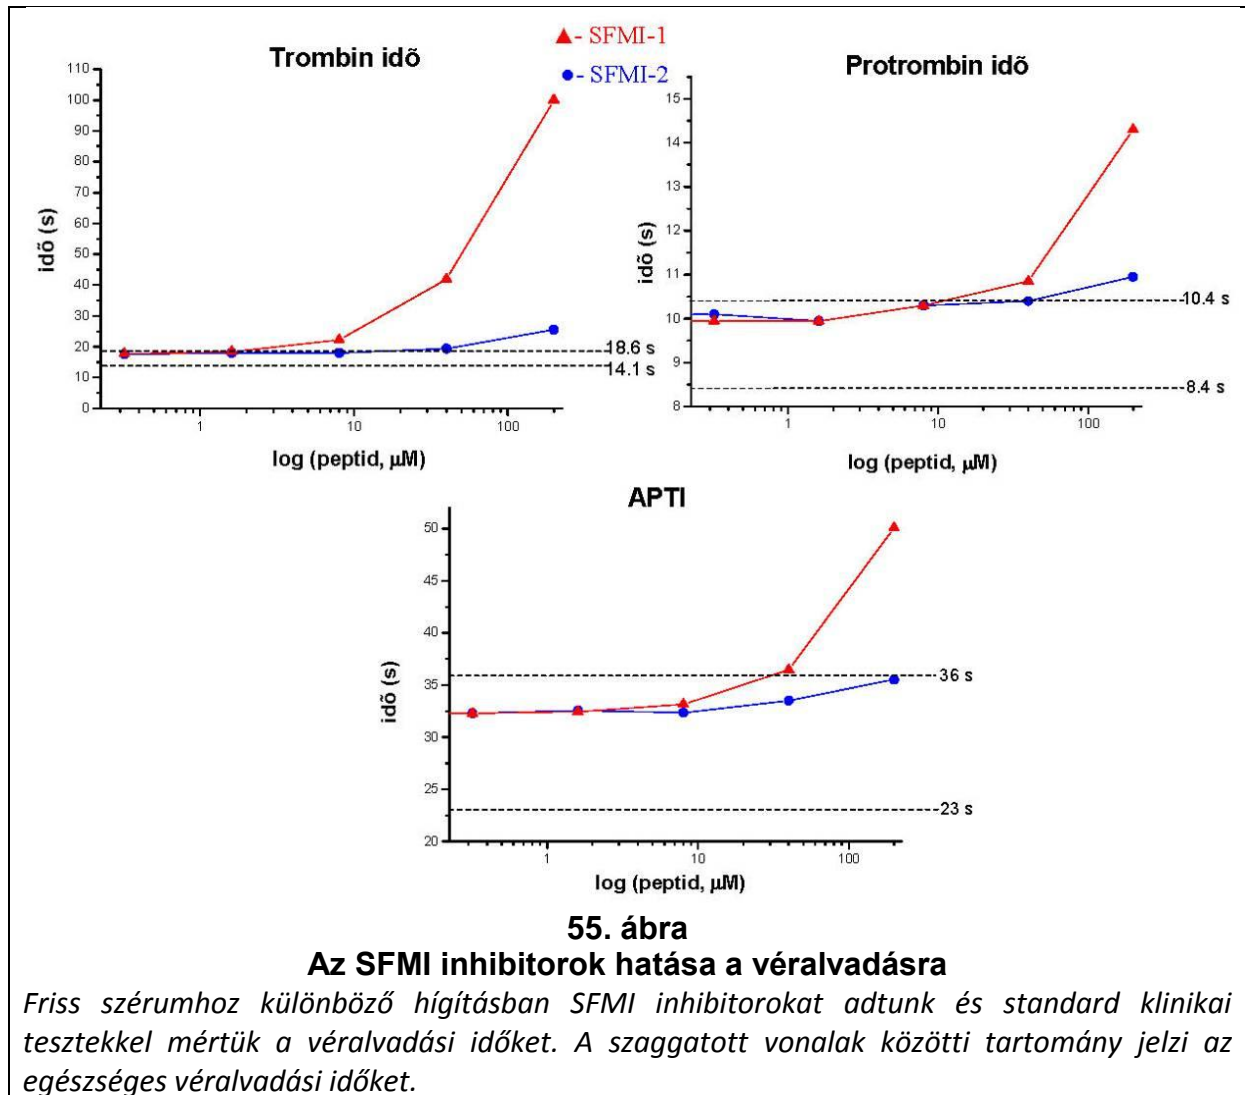 Trombin idõ
▲- SFMI-1
●- SFMI-2
Protrombin idõ
110
100
90
80
70
60
50
40
30
20
10
0
idõ (s)
18.6 s
14.1 s
1
10
100
log (peptid, µM)
15
14
13
12
11
10
9
8
idõ (s)
10.4 s
8.4 s
1
10
100
log (peptid, µM)
APTI
50
45
40
35
30
25
20
idõ (s)
36 s
23 s
1
10
100
log (peptid, µM)
55. ábra
Az SFMI inhibitorok hatása a véralvadásra
Friss szérumhoz különböző hígításban SFMI inhibitorokat adtunk és standard klinikai
tesztekkel mértük a véralvadási időket. A szaggatott vonalak közötti tartomány jelzi az
egészséges véralvadási időket.